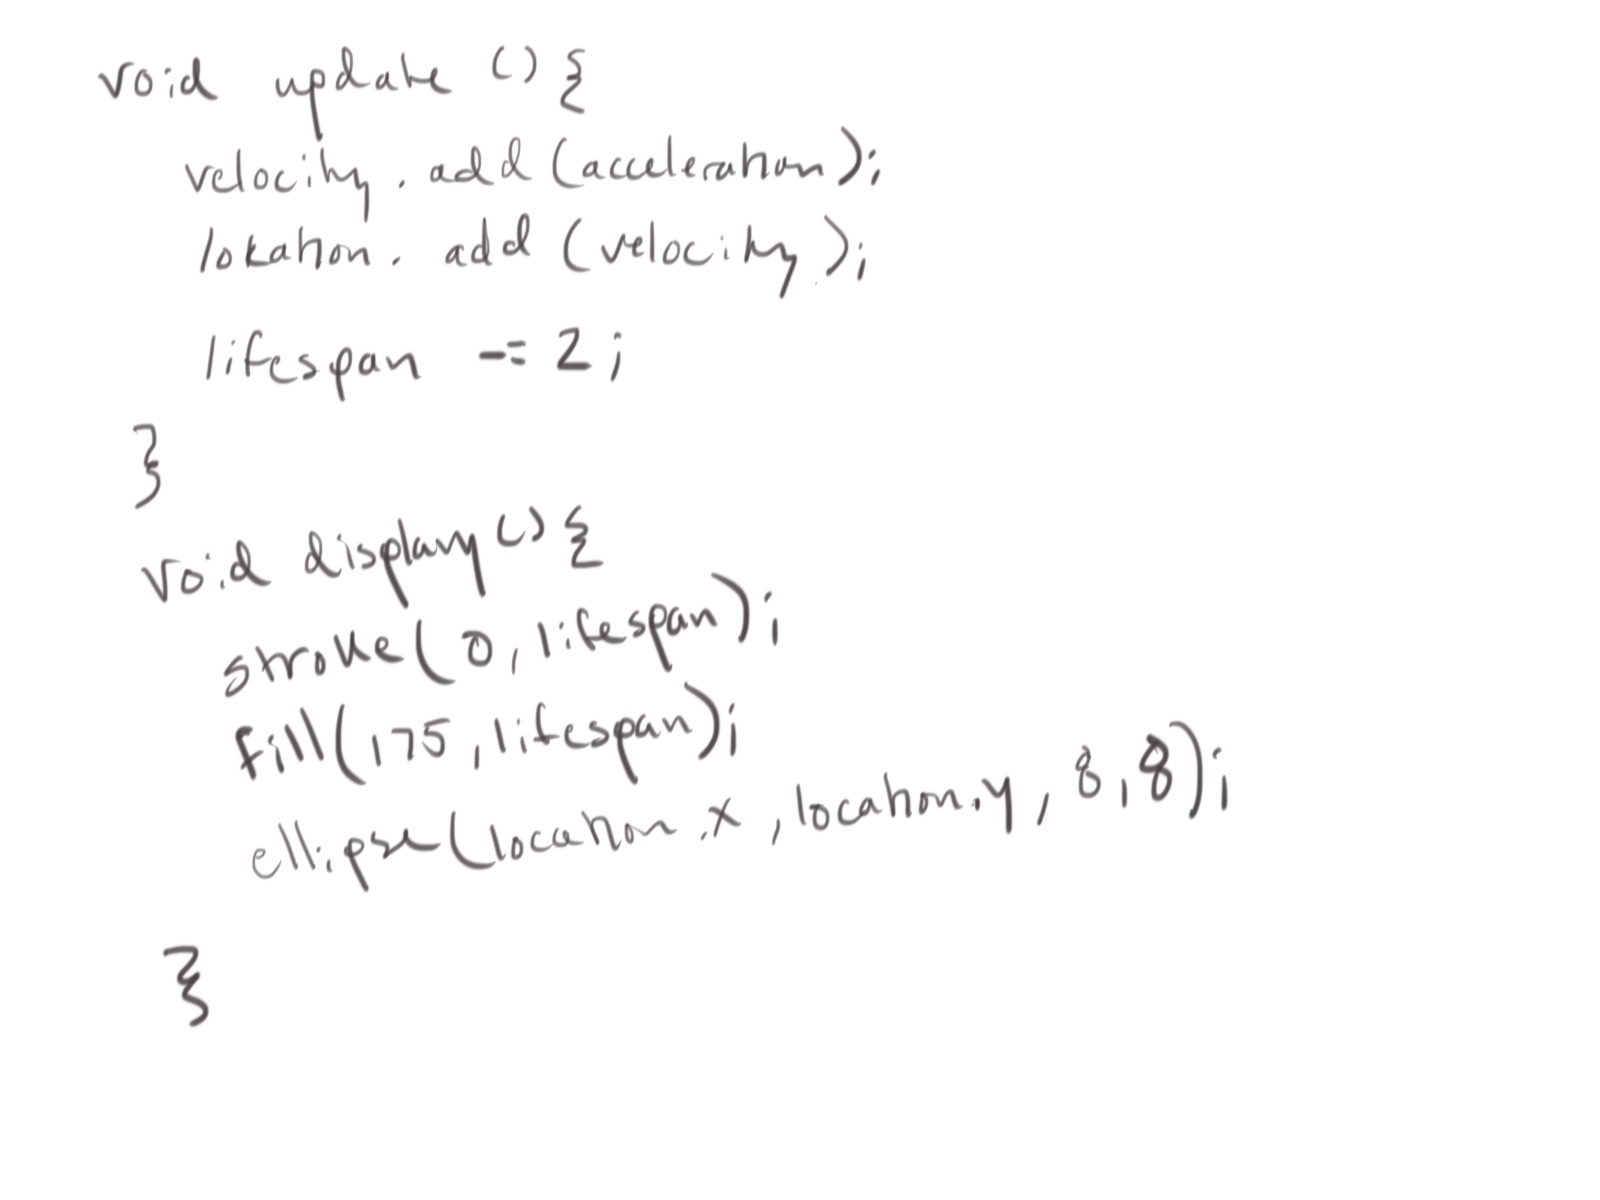 void update () {
velocity. add (acceleration);
lokation. add (velocity);
lifespan -= 2;
}
void display () {
stroke( 0, lifespan);
fill(175, lifespan);
ellipse(location.x, location.y, 8, 8);
}